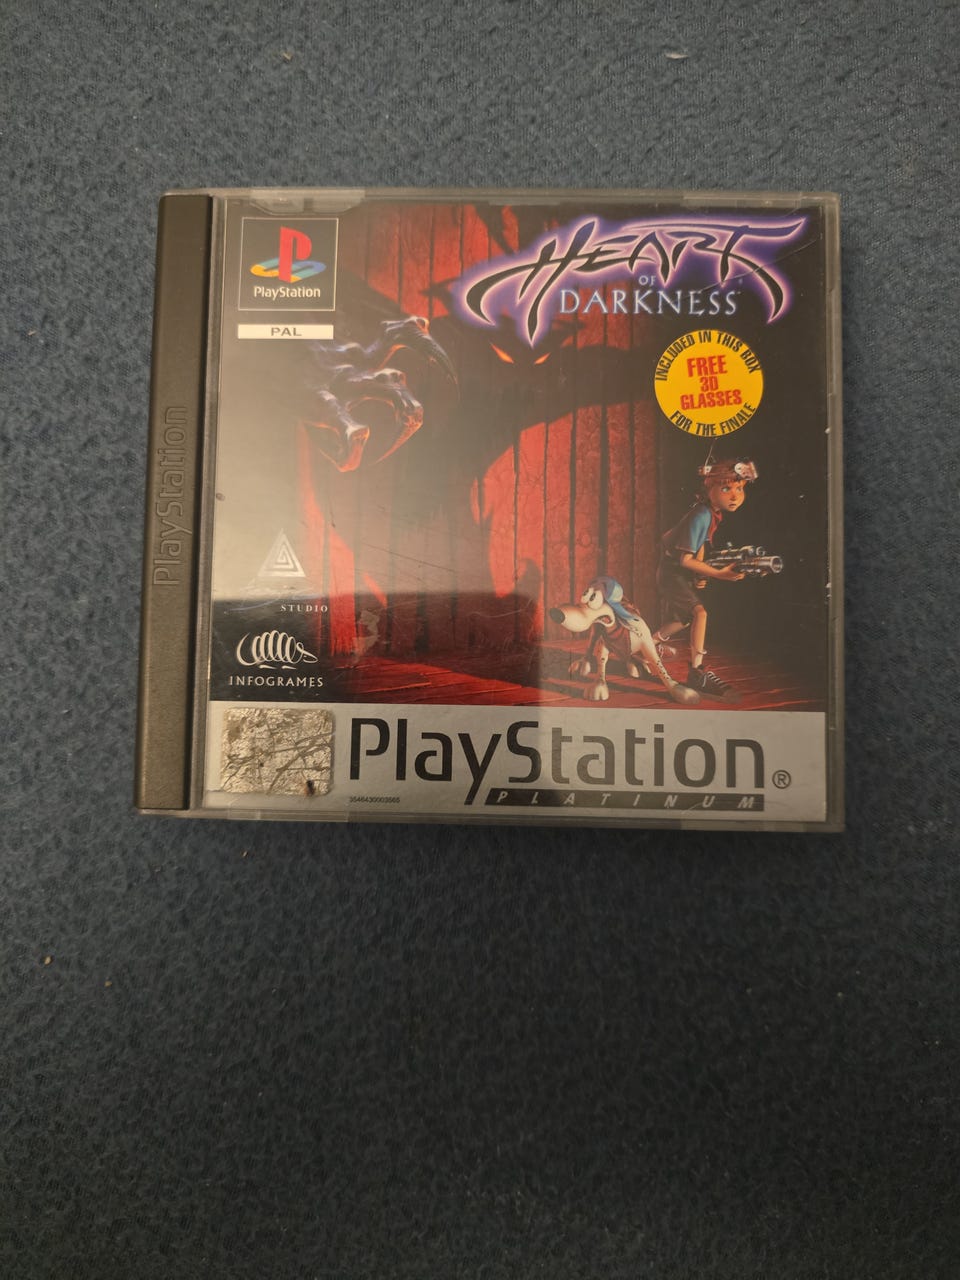 PlayStation
PlayStation
PAL
HEART
OF
DARKNESS
INCLUDED IN THIS BOX
FREE
3D
GLASSES
FOR THE FINALE
STUDIO
INFOGRAMES
PlayStation®
PLATINUM
3546430003565